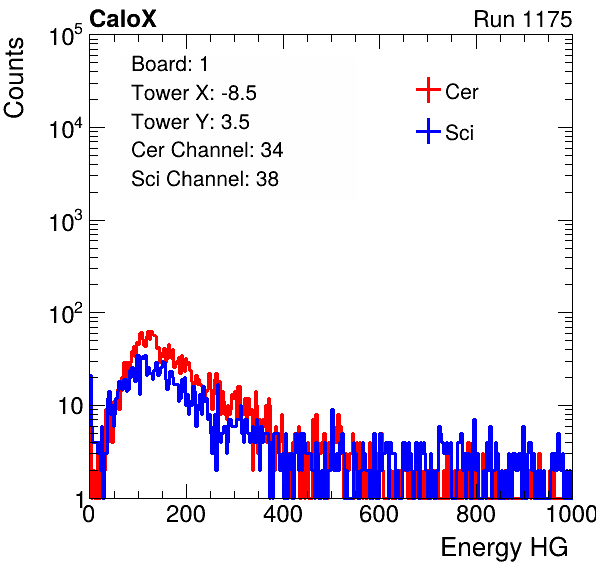 CaloX Run 1175
Counts
10^5
10^4
10^3
10^2
10
1
Board: 1
Tower X: -8.5
Tower Y: 3.5
Cer Channel: 34
Sci Channel: 38
Cer
Sci
0 200 400 600 800 1000
Energy HG